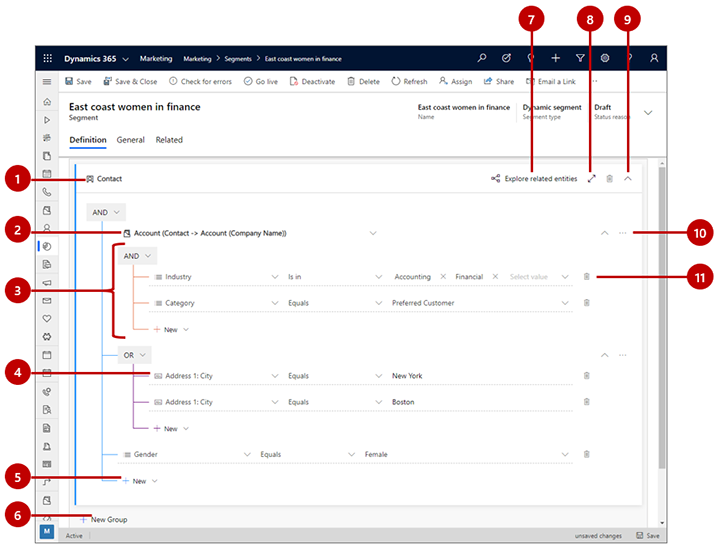 7 8 9
Dynamics 365 Marketing Marketing > Segments > East coast women in finance
Save Save & Close Check for errors Go live Deactivate Delete Refresh Assign Share Email a Link ...
East coast women in finance
Segment
East coast women in finance Dynamic segment Draft
Name Segment type Status reason
Definition General Related
1 Contact Explore related entities
AND
2 Account (Contact -> Account (Company Name)) ... 10
3 AND
Industry Is in Accounting × Financial × Select value 11
Category Equals Preferred Customer
+ New
OR ...
4 Address 1: City Equals New York
Address 1: City Equals Boston
+ New
Gender Equals Female
5 + New
6 + New Group
M Active unsaved changes Save